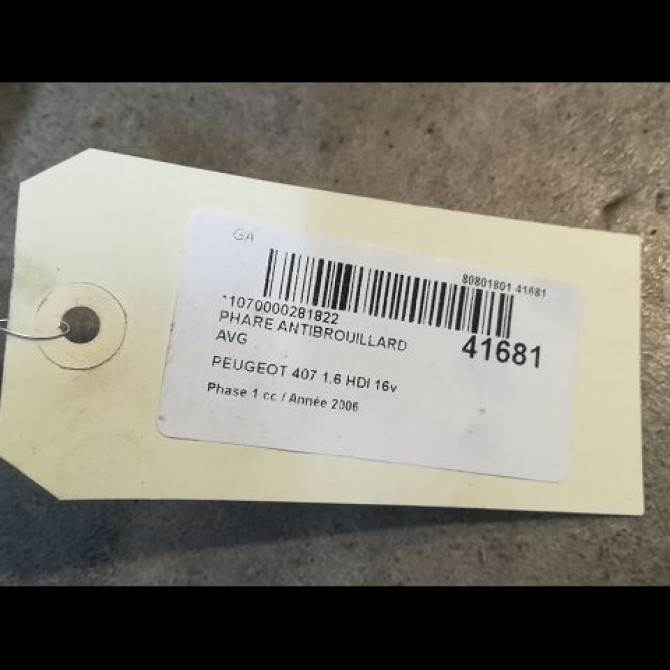 GA
80801801 41681
*1070000281822
PHARE ANTIBROUILLARD
AVG
41681
PEUGEOT 407 1.6 HDI 16v
Phase 1 cc / Année 2006